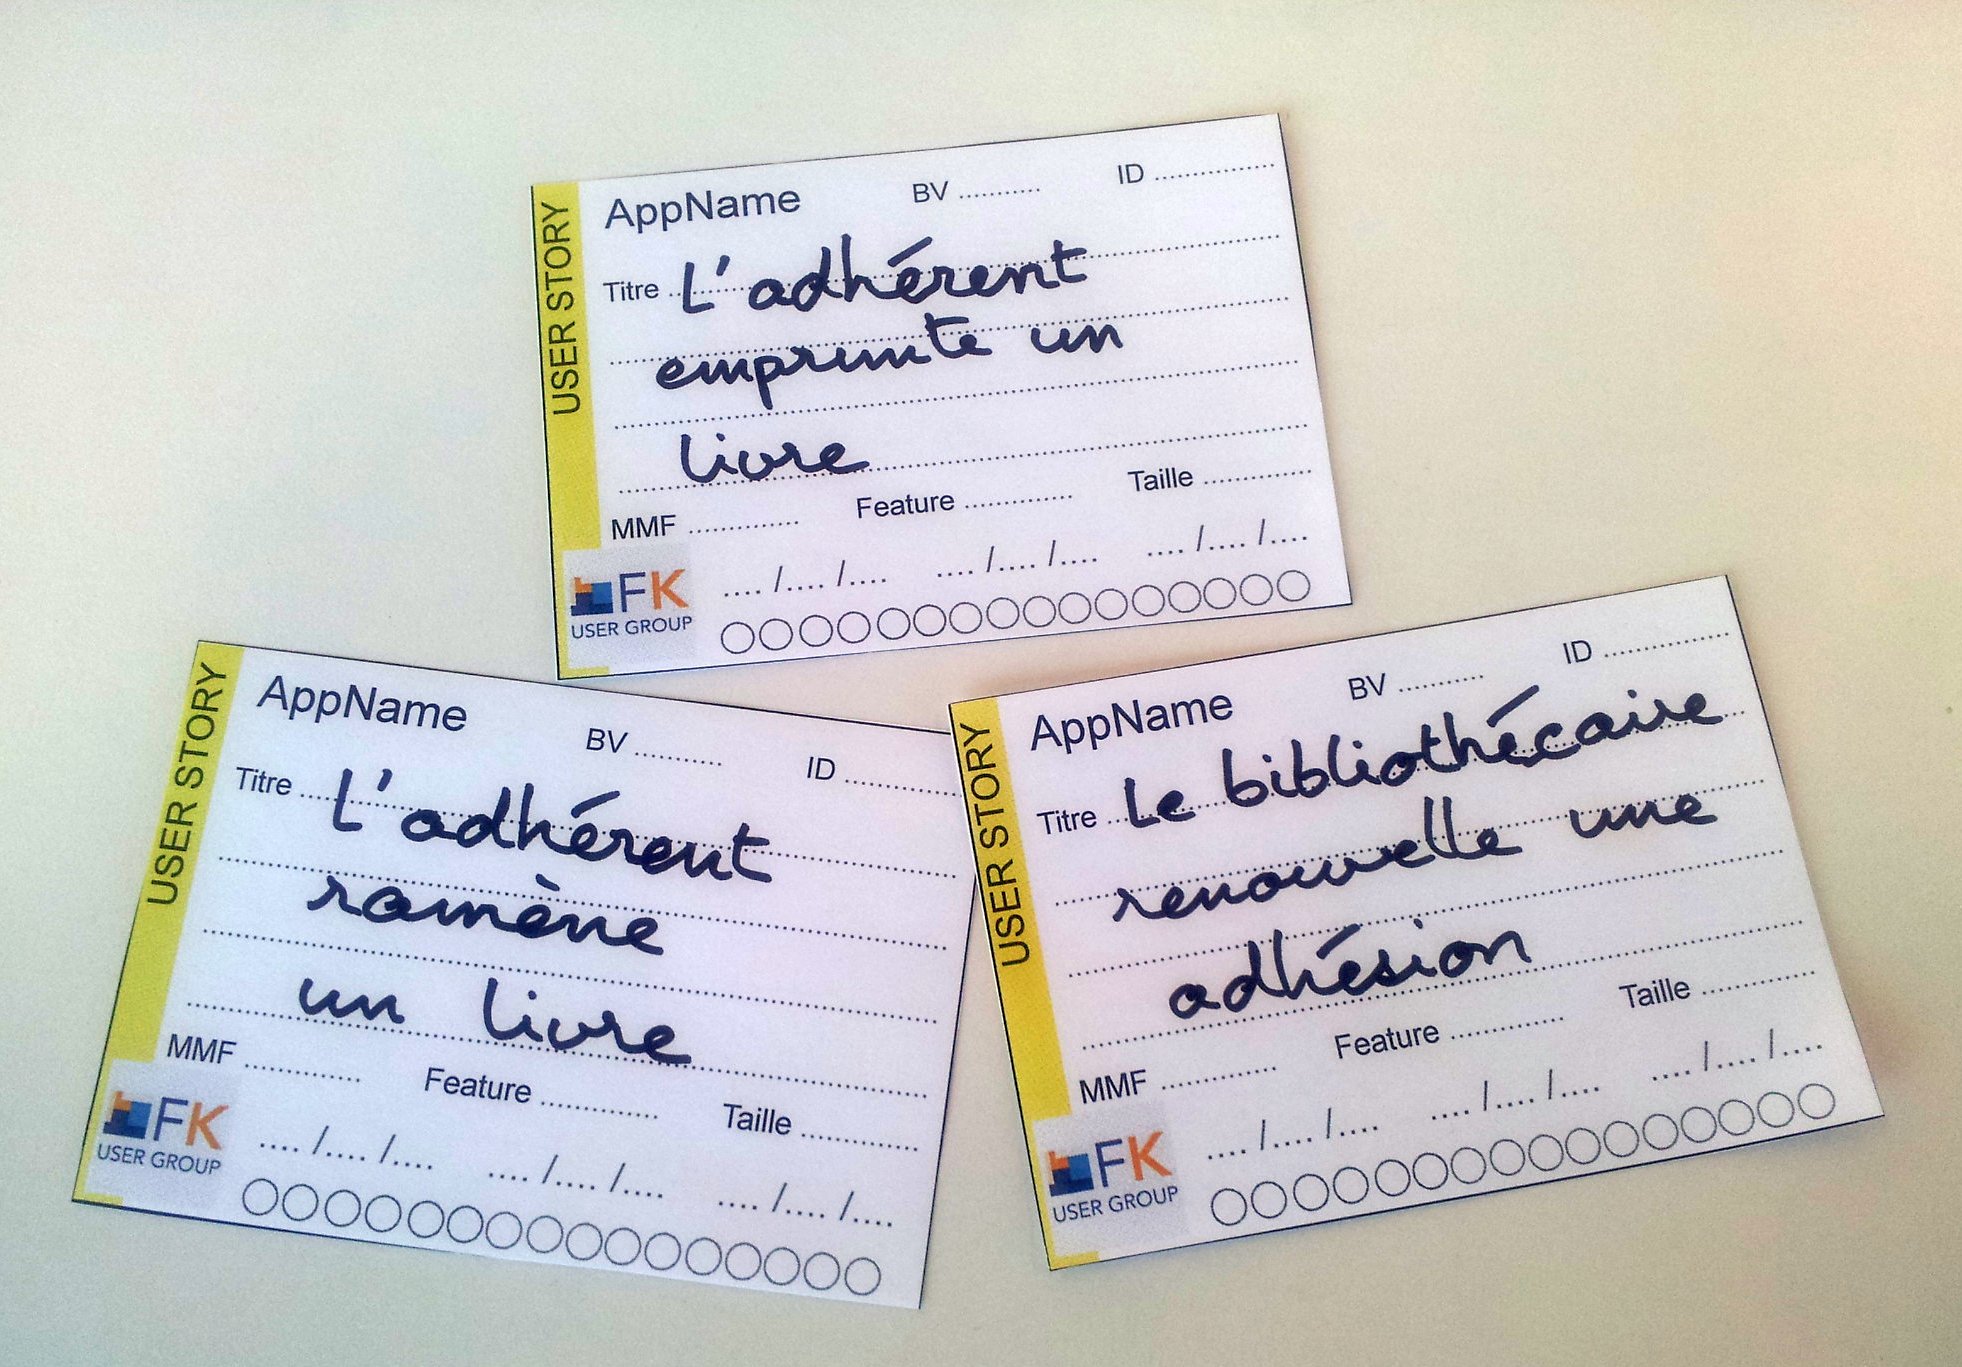 USER STORY
AppName BV .......... ID ...............
Titre ... L'adhérent
emprunte un
livre
MMF .............. Feature .............. Taille ..............
.... /.... /.... .... /.... /.... .... /.... /....
FK
USER GROUP
USER STORY
AppName BV .......... ID ...............
Titre ... L'adhérent
ramène
un livre
MMF .............. Feature .............. Taille ..............
.... /.... /.... .... /.... /.... .... /.... /....
FK
USER GROUP
USER STORY
AppName BV .......... ID ...............
Titre ... Le bibliothécaire
renouvelle une
adhésion
MMF .............. Feature .............. Taille ..............
.... /.... /.... .... /.... /.... .... /.... /....
FK
USER GROUP